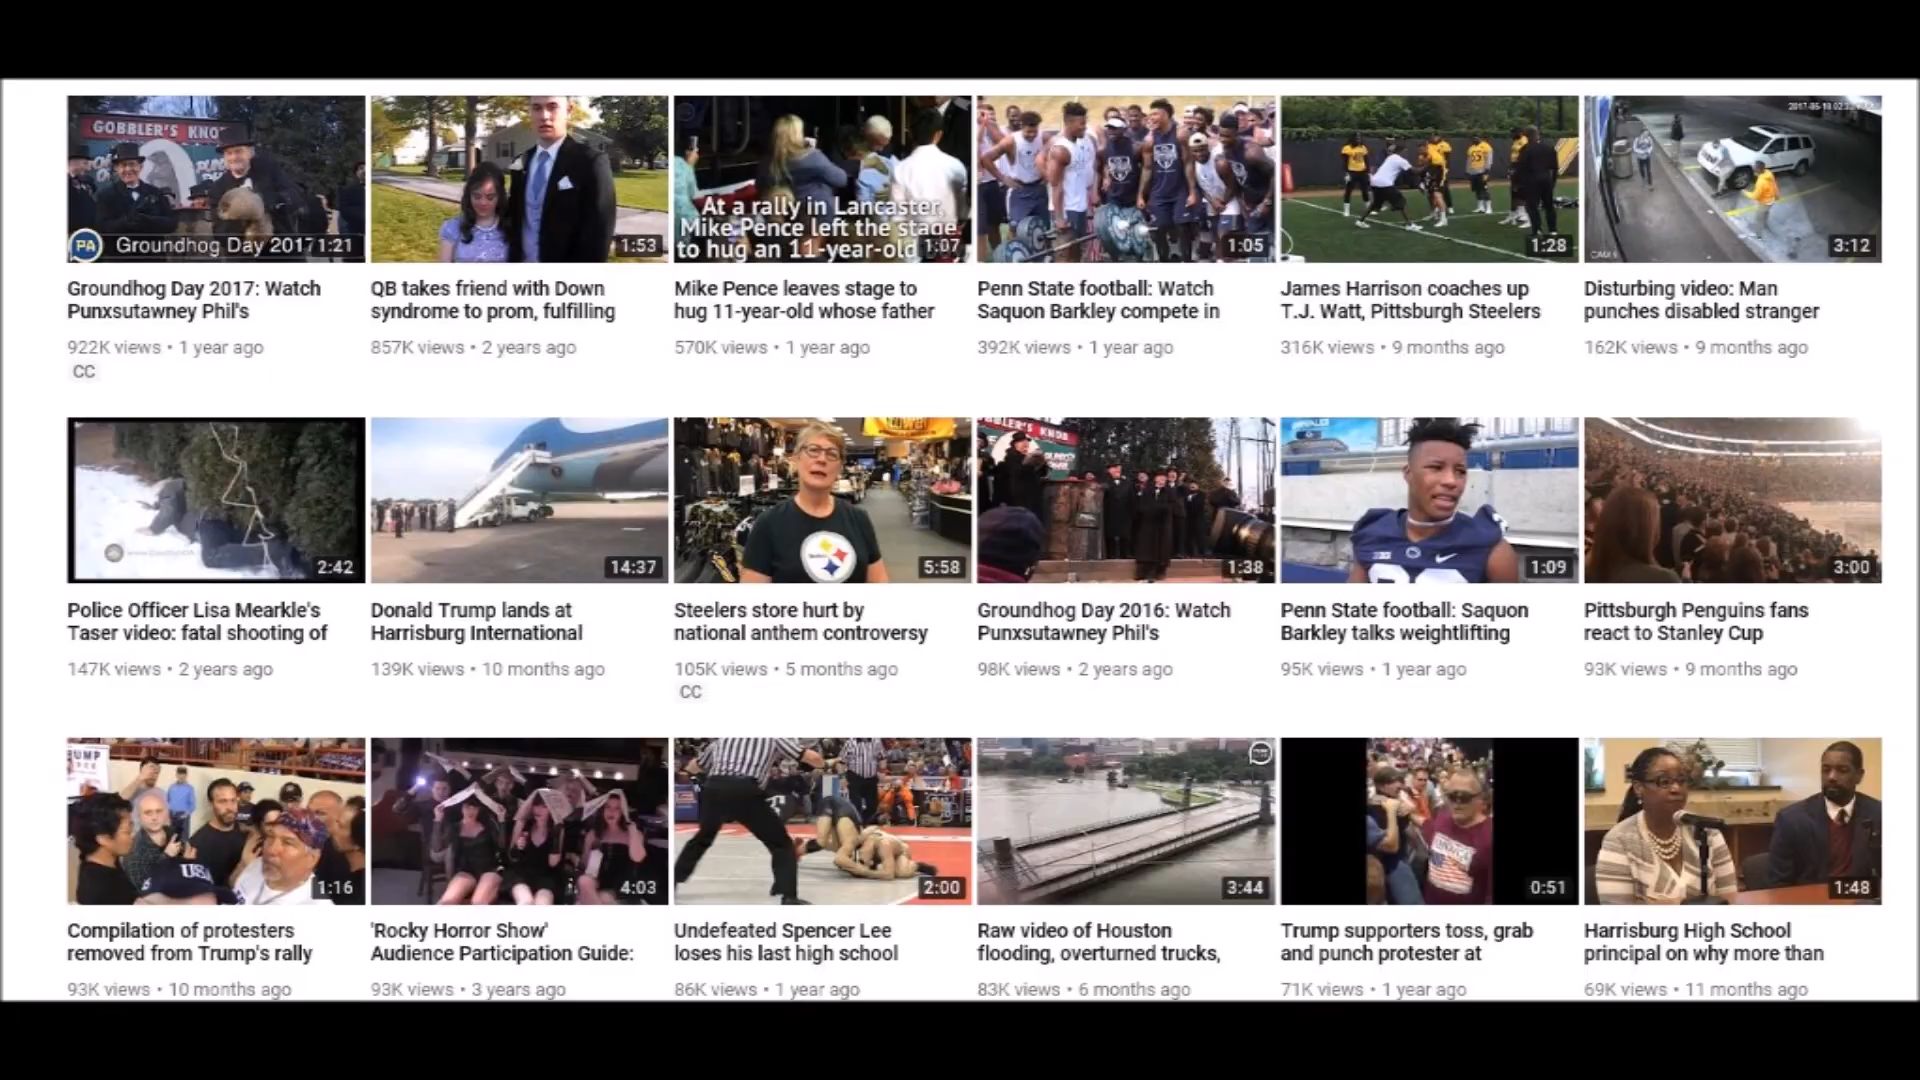 GOBBLER'S KNO
PA Groundhog Day 2017 1:21
1:53
At a rally in Lancaster,
Mike Pence left the stage
to hug an 11-year-old 1:07
1:05
1:28
3:12
Groundhog Day 2017: Watch
Punxsutawney Phil's
922K views • 1 year ago
CC
QB takes friend with Down
syndrome to prom, fulfilling
857K views • 2 years ago
Mike Pence leaves stage to
hug 11-year-old whose father
570K views • 1 year ago
Penn State football: Watch
Saquon Barkley compete in
392K views • 1 year ago
James Harrison coaches up
T.J. Watt, Pittsburgh Steelers
316K views • 9 months ago
Disturbing video: Man
punches disabled stranger
162K views • 9 months ago
2:42
14:37
5:58
1:38
1:09
3:00
Police Officer Lisa Mearkle's
Taser video: fatal shooting of
147K views • 2 years ago
Donald Trump lands at
Harrisburg International
139K views • 10 months ago
Steelers store hurt by
national anthem controversy
105K views • 5 months ago
CC
Groundhog Day 2016: Watch
Punxsutawney Phil's
98K views • 2 years ago
Penn State football: Saquon
Barkley talks weightlifting
95K views • 1 year ago
Pittsburgh Penguins fans
react to Stanley Cup
93K views • 9 months ago
USA
1:16
4:03
2:00
3:44
0:51
1:48
Compilation of protesters
removed from Trump's rally
93K views • 10 months ago
'Rocky Horror Show'
Audience Participation Guide:
93K views • 3 years ago
Undefeated Spencer Lee
loses his last high school
86K views • 1 year ago
Raw video of Houston
flooding, overturned trucks,
83K views • 6 months ago
Trump supporters toss, grab
and punch protester at
71K views • 1 year ago
Harrisburg High School
principal on why more than
69K views • 11 months ago